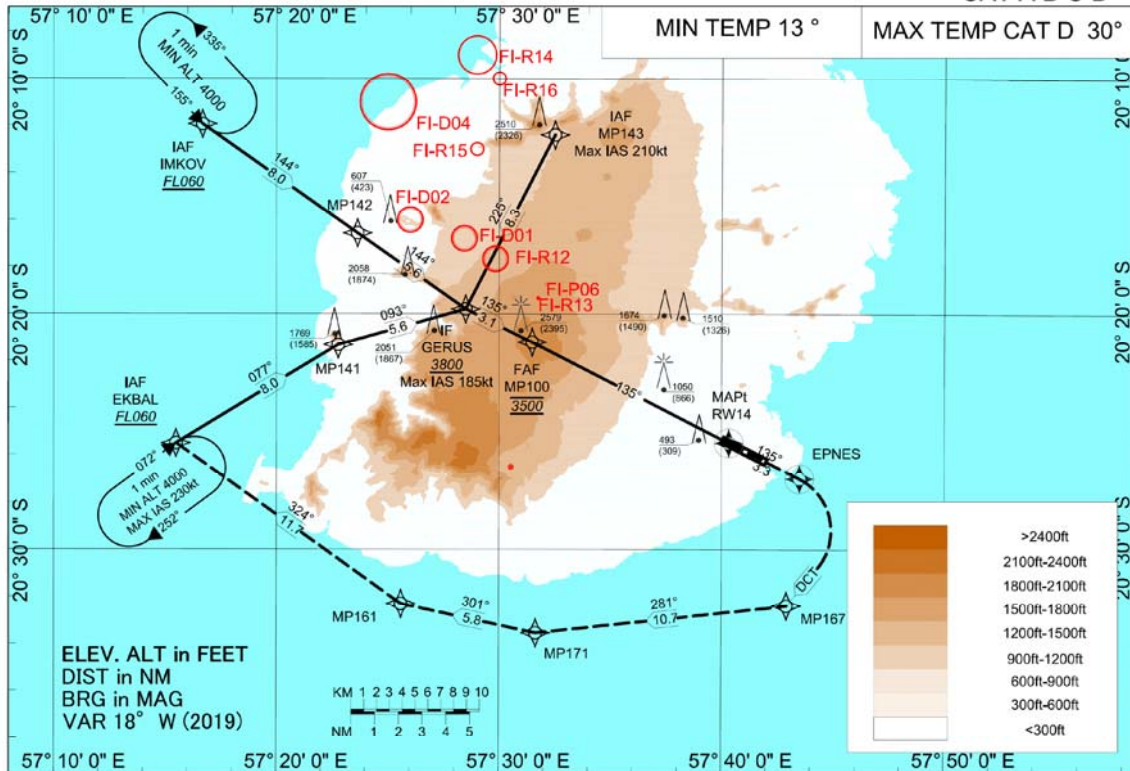 57° 10' 0" E
57° 20' 0" E
57° 30' 0" E
MIN TEMP 13 °
MAX TEMP CAT D 30°
20° 10' 0" S
20° 20' 0" S
20° 30' 0" S
20° 10' 0" S
20° 20' 0" S
20° 30' 0" S
335°
1 min
MIN ALT 4000
155°
IAF
IMKOV
FL060
144°
8.0
MP142
144°
5.6
FI-R14
FI-R16
FI-D04
FI-R15
FI-D02
FI-D01
FI-R12
FI-P06
FI-R13
2510
(2326)
IAF
MP143
Max IAS 210kt
225°
8.3
607
(423)
2058
(1874)
1769
(1585)
2051
(1867)
2579
(2395)
1674
(1490)
1510
(1326)
1050
(866)
493
(309)
093°
5.6
MP141
077°
8.0
IAF
EKBAL
FL060
IF
GERUS
3800
Max IAS 185kt
135°
3.1
FAF
MP100
3500
135°
MAPt
RW14
135°
3.3
EPNES
072°
1 min
MIN ALT 4000
MAX IAS 230kt
252°
324°
11.7
MP161
301°
5.8
MP171
281°
10.7
MP167
DCT
ELEV. ALT in FEET
DIST in NM
BRG in MAG
VAR 18° W (2019)
KM 1 2 3 4 5 6 7 8 9 10
NM 1 2 3 4 5
>2400ft
2100ft-2400ft
1800ft-2100ft
1500ft-1800ft
1200ft-1500ft
900ft-1200ft
600ft-900ft
300ft-600ft
<300ft
57° 10' 0" E
57° 20' 0" E
57° 30' 0" E
57° 40' 0" E
57° 50' 0" E